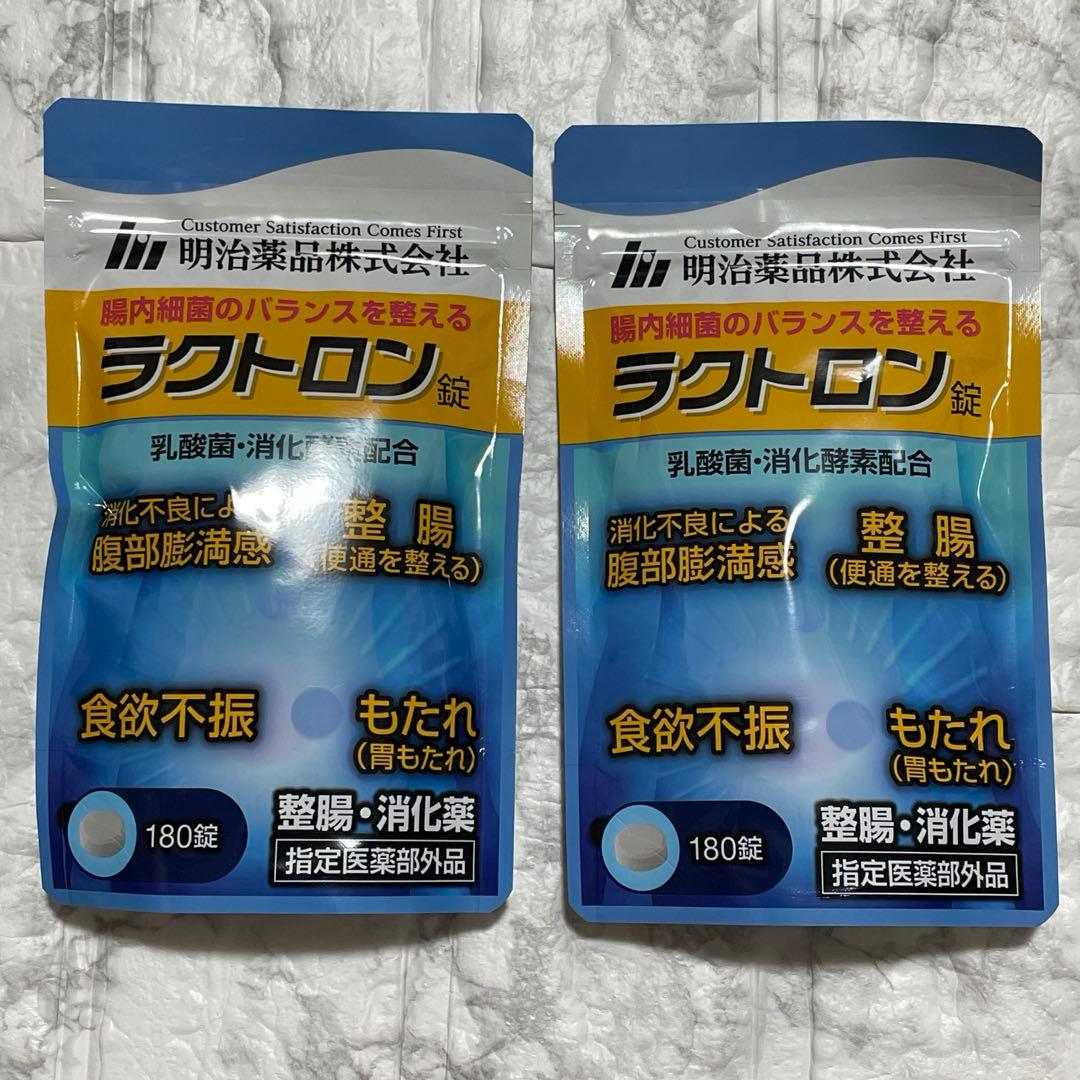 Customer Satisfaction Comes First
明治薬品株式会社
腸内細菌のバランスを整える
ラクトロン錠
乳酸菌・消化酵素配合
消化不良による
腹部膨満感
整腸
(便通を整える)
食欲不振
もたれ
(胃もたれ)
180錠
整腸・消化薬
指定医薬部外品
Customer Satisfaction Comes First
明治薬品株式会社
腸内細菌のバランスを整える
ラクトロン錠
乳酸菌・消化酵素配合
消化不良による
腹部膨満感
整腸
(便通を整える)
食欲不振
もたれ
(胃もたれ)
180錠
整腸・消化薬
指定医薬部外品